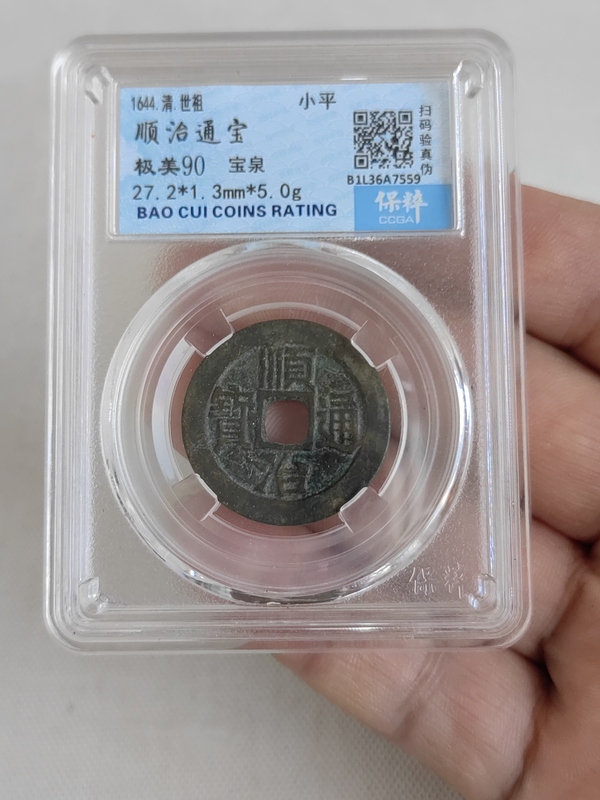 1644.清.世祖
小平
顺治通宝
极美90 宝泉
27.2*1.3mm*5.0g
BAO CUI COINS RATING
扫码验真伪
B1L36A7559
保粹
CCGA
順治通寶
保粹